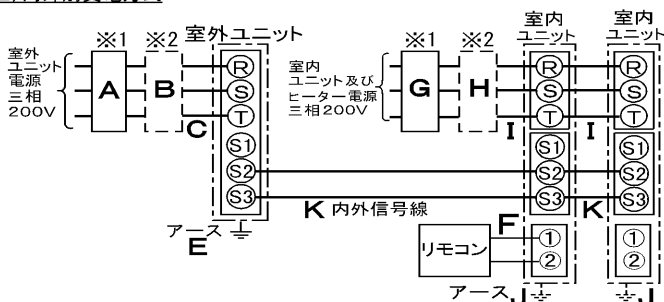 ※1
※2
室外ユニット
室外
ユニット
電源
三相
200V
A
B
C
R
S
T
S1
S2
S3
アース
E
※1
※2
室内
ユニット及び
ヒーター電源
三相200V
G
H
I
I
室内
ユニット
R
S
T
S1
S2
S3
室内
ユニット
R
S
T
S1
S2
S3
K 内外信号線
K
F
リモコン
1
2
1
2
アース J
J